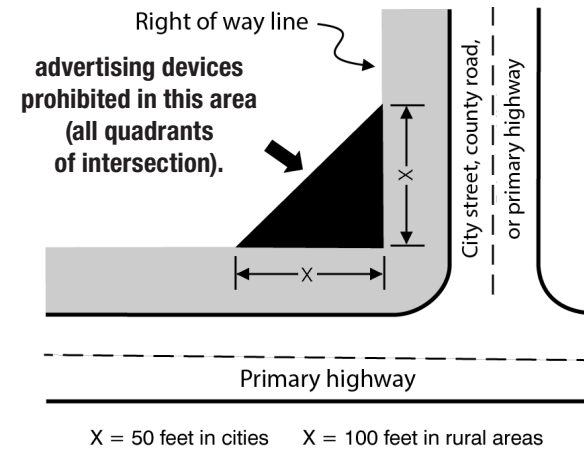 Right of way line
advertising devices
prohibited in this area
(all quadrants
of intersection).
X
X
City street, county road,
or primary highway
Primary highway
X = 50 feet in cities X = 100 feet in rural areas